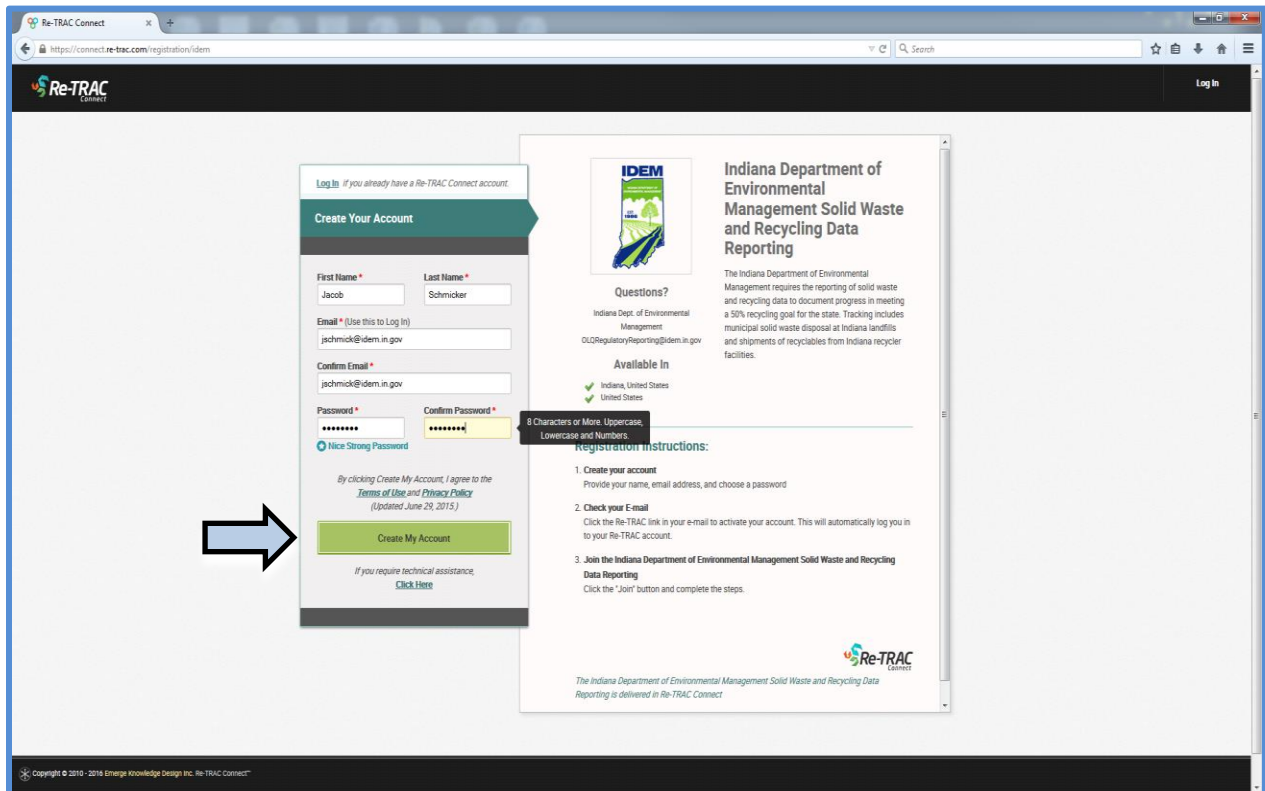 Re-TRAC Connect
https://connect.re-trac.com/registration/idem
Search
Re-TRAC
Connect
Log In
Log In if you already have a Re-TRAC Connect account.
Create Your Account
First Name *
Last Name *
Jacob
Schmicker
Email * (Use this to Log In)
jschmick@idem.in.gov
Confirm Email *
jschmick@idem.in.gov
Password *
Confirm Password *
••••••••
••••••••
8 Characters or More. Uppercase,
Lowercase and Numbers.
Nice Strong Password
By clicking Create My Account, I agree to the
Terms of Use and Privacy Policy
(Updated June 29, 2015.)
Create My Account
If you require technical assistance,
Click Here
IDEM
Questions?
Indiana Dept. of Environmental
Management
OLQRegulatoryReporting@idem.in.gov
Available In
Indiana, United States
United States
Indiana Department of
Environmental
Management Solid Waste
and Recycling Data
Reporting
The Indiana Department of Environmental
Management requires the reporting of solid waste
and recycling data to document progress in meeting
a 50% recycling goal for the state. Tracking includes
municipal solid waste disposal at Indiana landfills
and shipments of recyclables from Indiana recycler
facilities.
Registration Instructions:
1. Create your account
Provide your name, email address, and choose a password
2. Check your E-mail
Click the Re-TRAC link in your e-mail to activate your account. This will automatically log you in
to your Re-TRAC account.
3. Join the Indiana Department of Environmental Management Solid Waste and Recycling
Data Reporting
Click the "Join" button and complete the steps.
Re-TRAC
Connect
The Indiana Department of Environmental Management Solid Waste and Recycling Data
Reporting is delivered in Re-TRAC Connect
Copyright © 2010 - 2016 Emerge Knowledge Design Inc. Re-TRAC Connect™